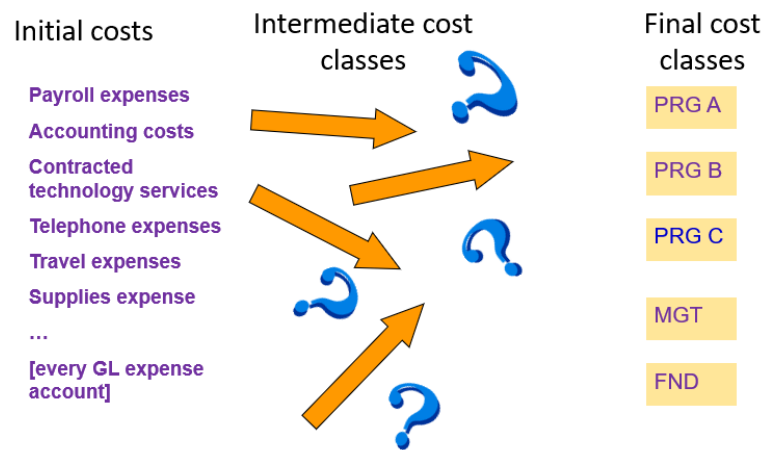 Initial costs
Intermediate cost
classes
Final cost
classes
Payroll expenses
Accounting costs
Contracted
technology services
Telephone expenses
Travel expenses
Supplies expense
…
[every GL expense
account]
PRG A
PRG B
PRG C
MGT
FND